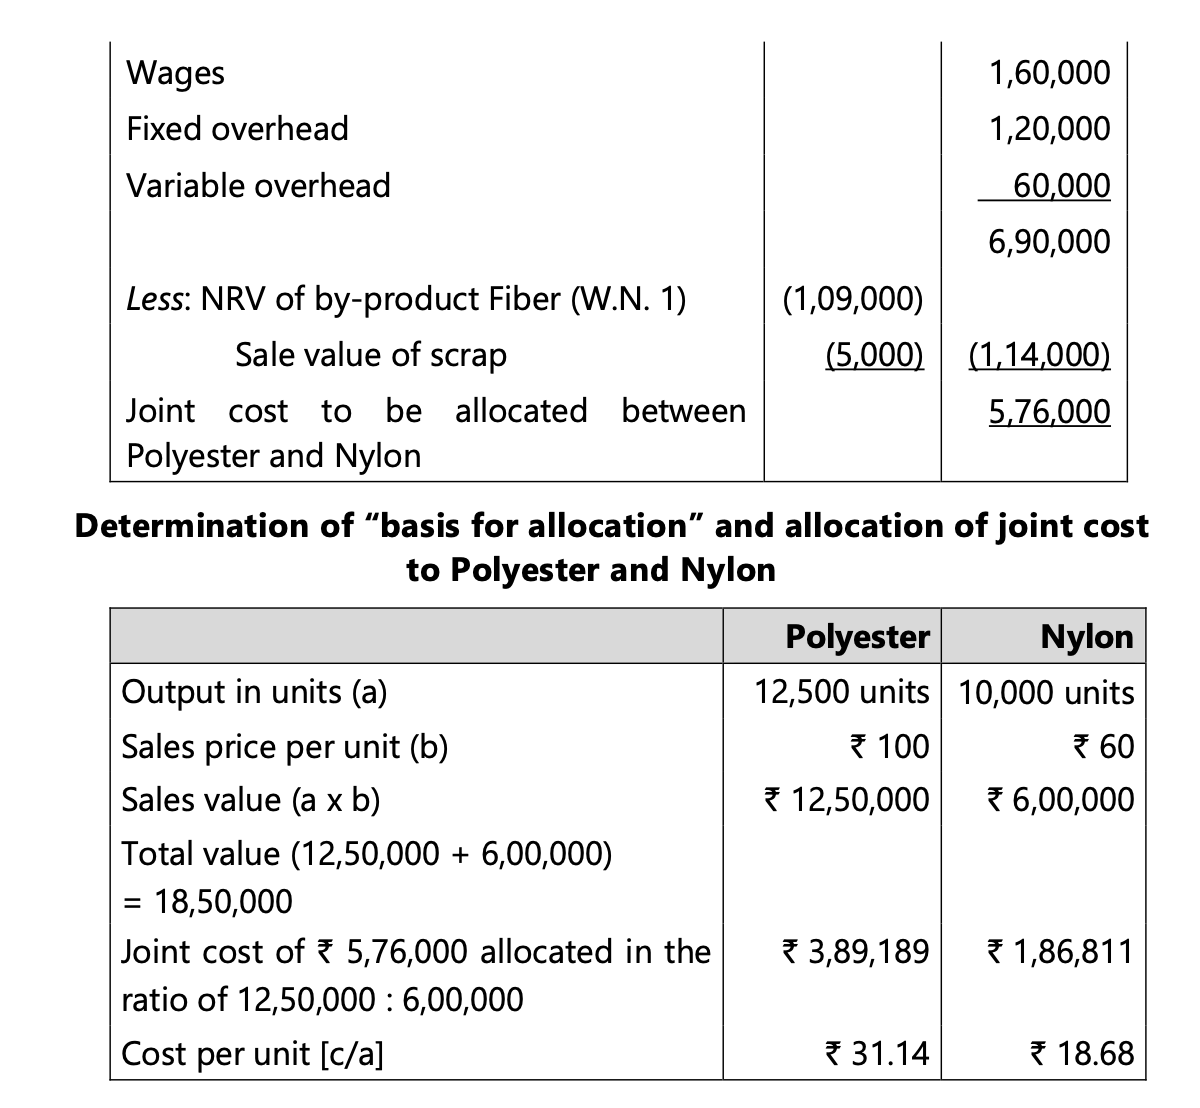 Wages 1,60,000
Fixed overhead 1,20,000
Variable overhead 60,000
6,90,000
Less: NRV of by-product Fiber (W.N. 1) (1,09,000)
Sale value of scrap (5,000) (1,14,000)
Joint cost to be allocated between 5,76,000
Polyester and Nylon
Determination of “basis for allocation” and allocation of joint cost
to Polyester and Nylon
Polyester Nylon
Output in units (a) 12,500 units 10,000 units
Sales price per unit (b) ₹ 100 ₹ 60
Sales value (a x b) ₹ 12,50,000 ₹ 6,00,000
Total value (12,50,000 + 6,00,000)
= 18,50,000
Joint cost of ₹ 5,76,000 allocated in the ₹ 3,89,189 ₹ 1,86,811
ratio of 12,50,000 : 6,00,000
Cost per unit [c/a] ₹ 31.14 ₹ 18.68